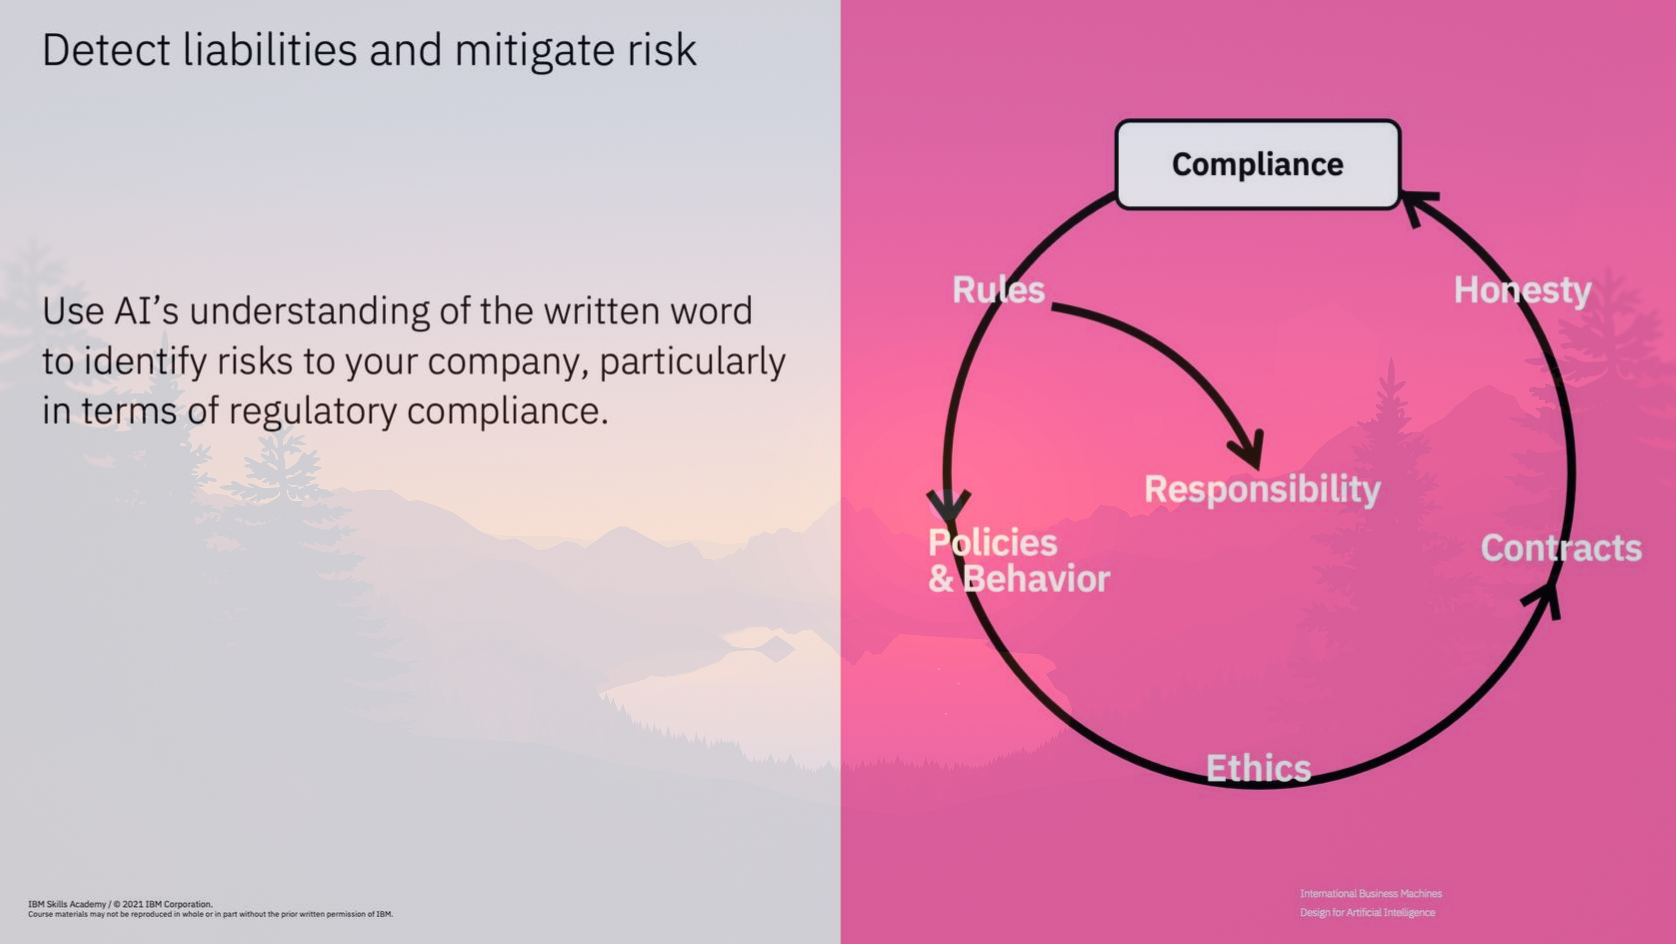 Detect liabilities and mitigate risk
Use AI’s understanding of the written word
to identify risks to your company, particularly
in terms of regulatory compliance.
Compliance
Rules
Honesty
Responsibility
Policies
& Behavior
Contracts
Ethics
IBM Skills Academy / © 2021 IBM Corporation.
Course materials may not be reproduced in whole or in part without the prior written permission of IBM.
International Business Machines
Design for Artificial Intelligence